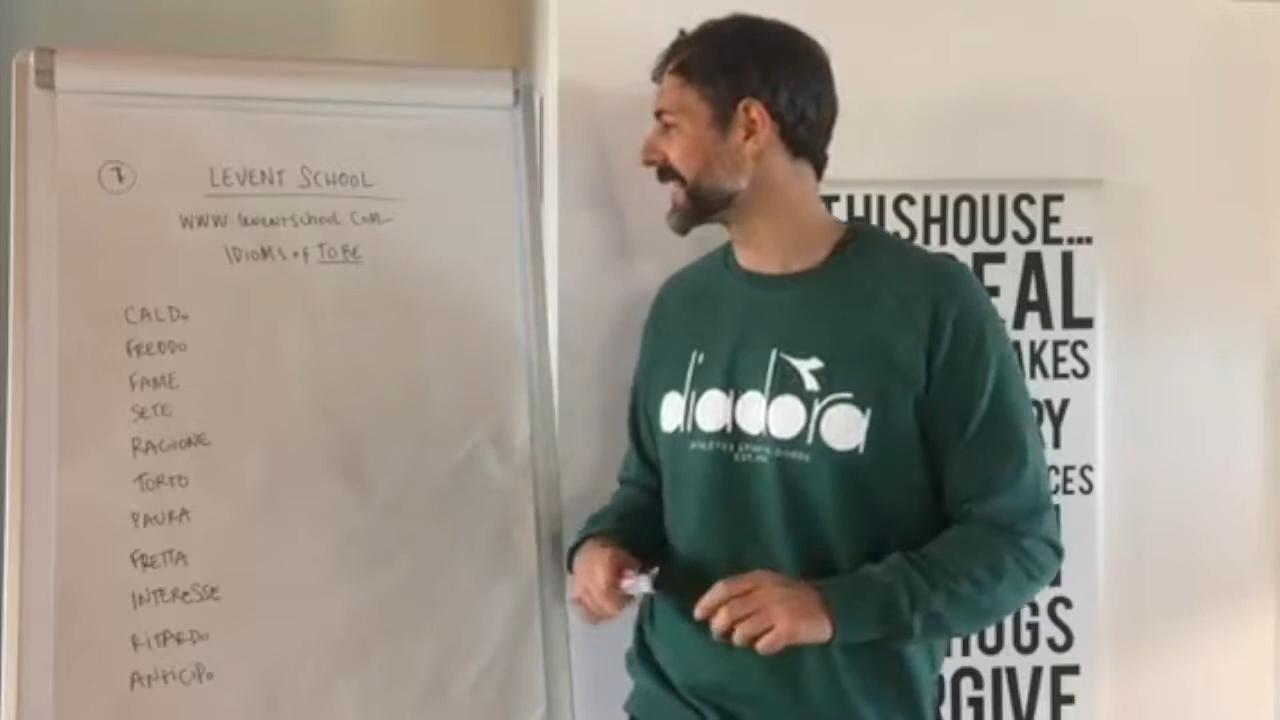 7
LEVENT SCHOOL
WWW.leventschool.com
IDIOMS of TO BE
CALDo
FREDDO
FAME
SETE
RAGIONE
TORTO
PAURA
FRETTA
INTERESSE
RITARDO
ANTICIPo
diadora
THISHOUSE...
EAL
AKES
RY
CES
HUGS
RGIVE